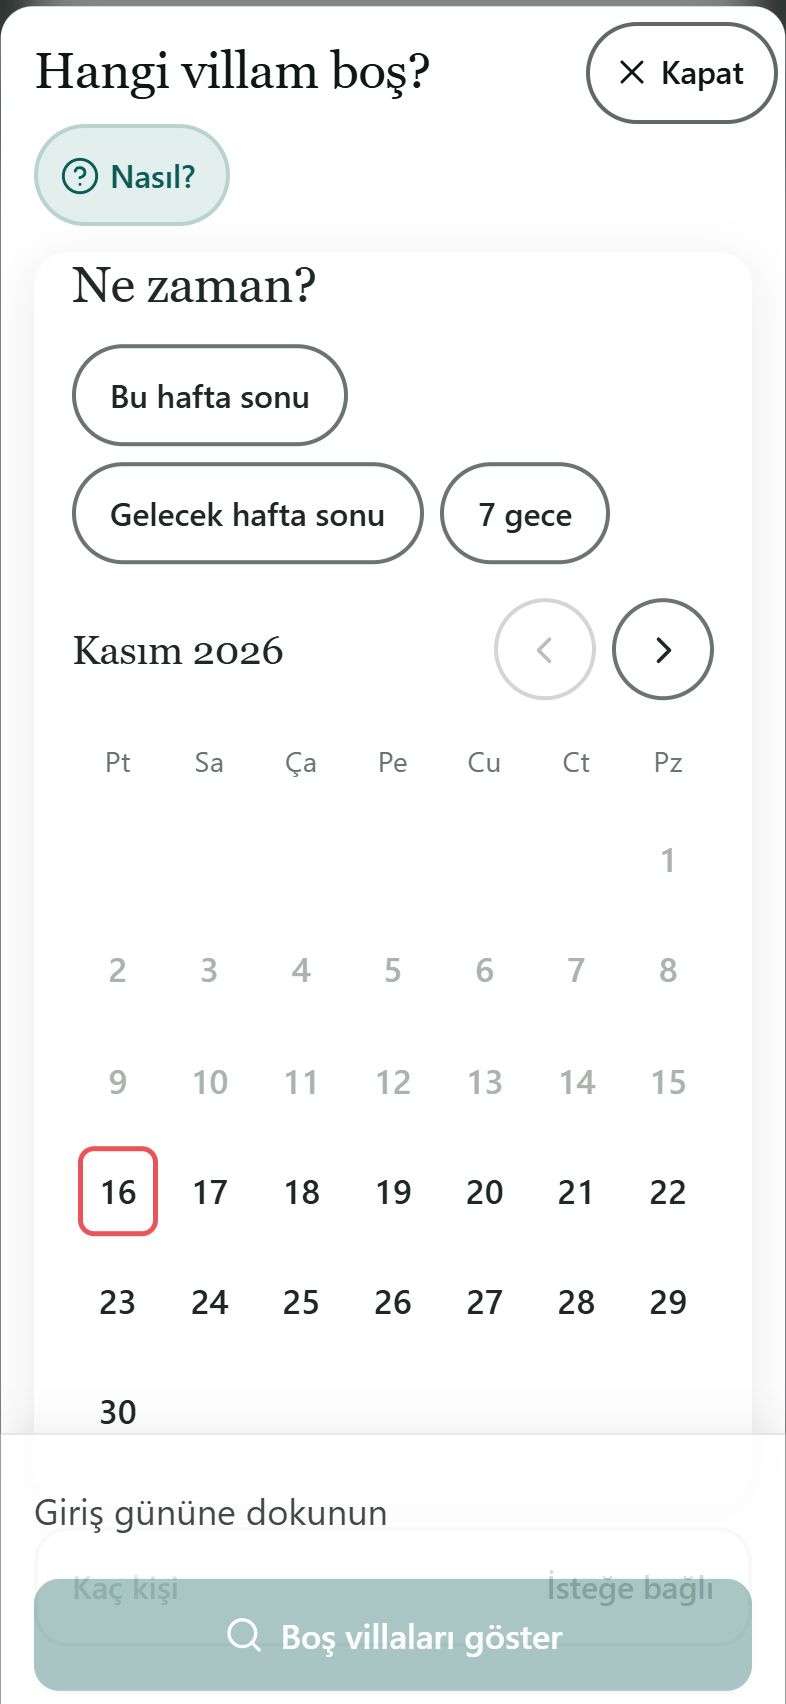 Hangi villam boş?
Kapat
Nasıl?
Ne zaman?
Bu hafta sonu
Gelecek hafta sonu
7 gece
Kasım 2026
Pt Sa Ça Pe Cu Ct Pz
1
2 3 4 5 6 7 8
9 10 11 12 13 14 15
16 17 18 19 20 21 22
23 24 25 26 27 28 29
30
Giriş gününe dokunun
Kaç kişi İsteğe bağlı
Boş villaları göster